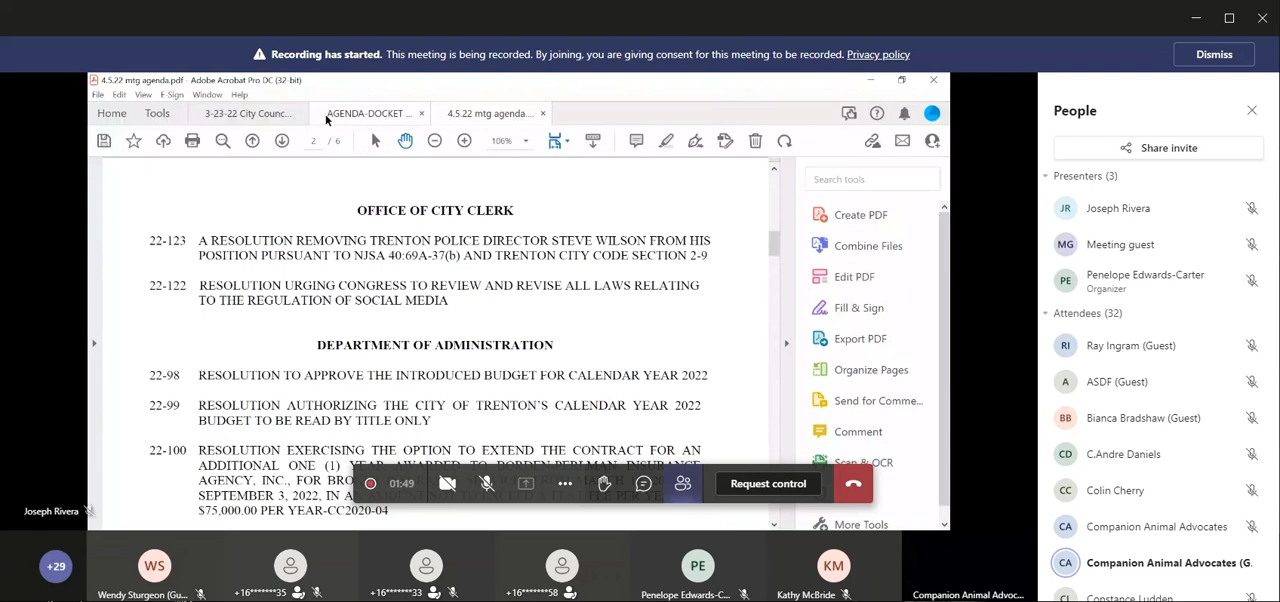 Recording has started. This meeting is being recorded. By joining, you are giving consent for this meeting to be recorded. Privacy policy
Dismiss
4.5.22 mtg agenda.pdf - Adobe Acrobat Pro DC (32-bit)
File Edit View E-Sign Window Help
Home Tools 3-23-22 City Counc... AGENDA-DOCKET ... × 4.5.22 mtg agenda.... ×
2 / 6 106%
OFFICE OF CITY CLERK
22-123 A RESOLUTION REMOVING TRENTON POLICE DIRECTOR STEVE WILSON FROM HIS
POSITION PURSUANT TO NJSA 40:69A-37(b) AND TRENTON CITY CODE SECTION 2-9
22-122 RESOLUTION URGING CONGRESS TO REVIEW AND REVISE ALL LAWS RELATING
TO THE REGULATION OF SOCIAL MEDIA
DEPARTMENT OF ADMINISTRATION
22-98 RESOLUTION TO APPROVE THE INTRODUCED BUDGET FOR CALENDAR YEAR 2022
22-99 RESOLUTION AUTHORIZING THE CITY OF TRENTON'S CALENDAR YEAR 2022
BUDGET TO BE READ BY TITLE ONLY
22-100 RESOLUTION EXERCISING THE OPTION TO EXTEND THE CONTRACT FOR AN
ADDITIONAL ONE (1) YEAR AWARDED TO BORDEN-PERLMAN INSURANCE
AGENCY, INC., FOR
SEPTEMBER 3, 2022, IN
$75,000.00 PER YEAR-CC2020-04
Search tools
Create PDF
Combine Files
Edit PDF
Fill & Sign
Export PDF
Organize Pages
Send for Comme...
Comment
Scan & OCR
More Tools
01:49
Request control
Joseph Rivera
+29
WS
Wendy Sturgeon (Gu...
+16*******35
+16*******33
+16*******58
PE
Penelope Edwards-C...
KM
Kathy McBride
Companion Animal Advoc...
People
Share invite
Presenters (3)
JR Joseph Rivera
MG Meeting guest
PE Penelope Edwards-Carter
Organizer
Attendees (32)
RI Ray Ingram (Guest)
A ASDF (Guest)
BB Bianca Bradshaw (Guest)
CD C.Andre Daniels
CC Colin Cherry
CA Companion Animal Advocates
CA Companion Animal Advocates (G.
CL Constance Ludden